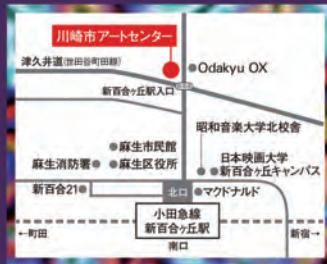 川崎市アートセンター
津久井道(世田谷町田線)
Odakyu OX
新百合ヶ丘駅入口
昭和音楽大学北校舎
麻生市民館
日本映画大学
麻生消防署
麻生区役所
新百合ヶ丘キャンパス
新百合21
北口
マクドナルド
小田急線
新百合ヶ丘駅
←町田
新宿→
南口